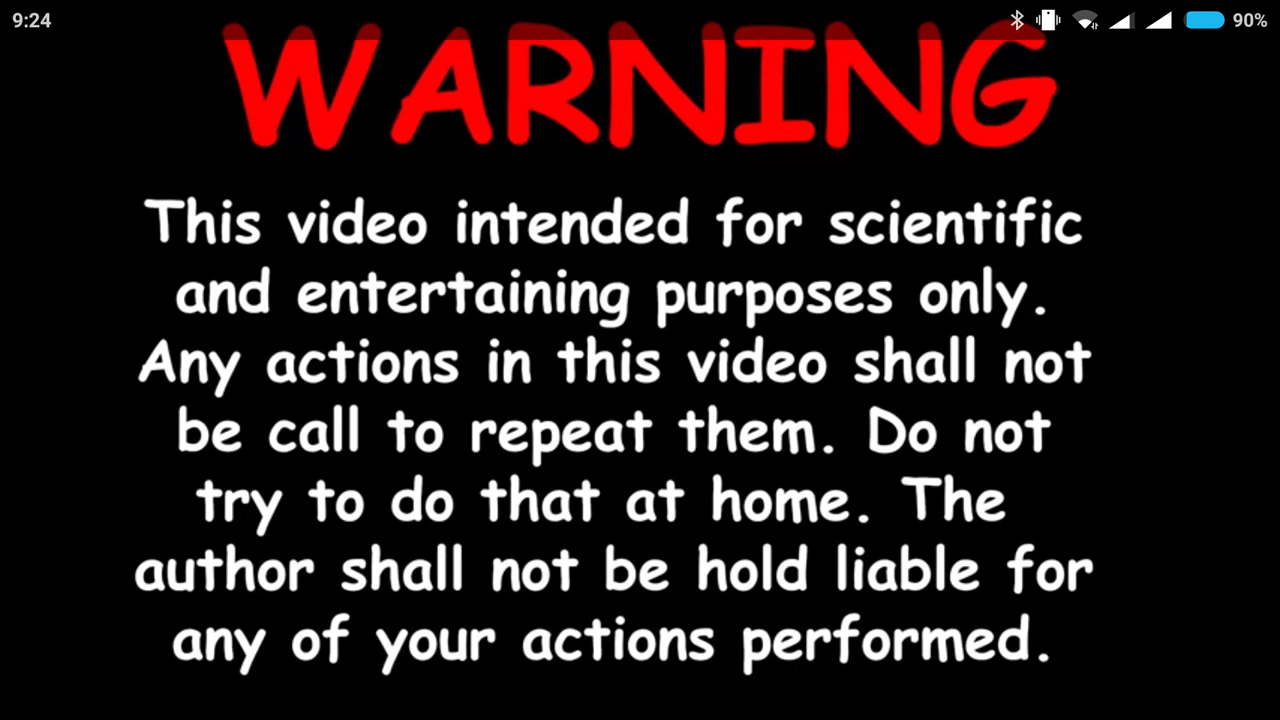 9:24 90%
WARNING
This video intended for scientific
and entertaining purposes only.
Any actions in this video shall not
be call to repeat them. Do not
try to do that at home. The
author shall not be hold liable for
any of your actions performed.